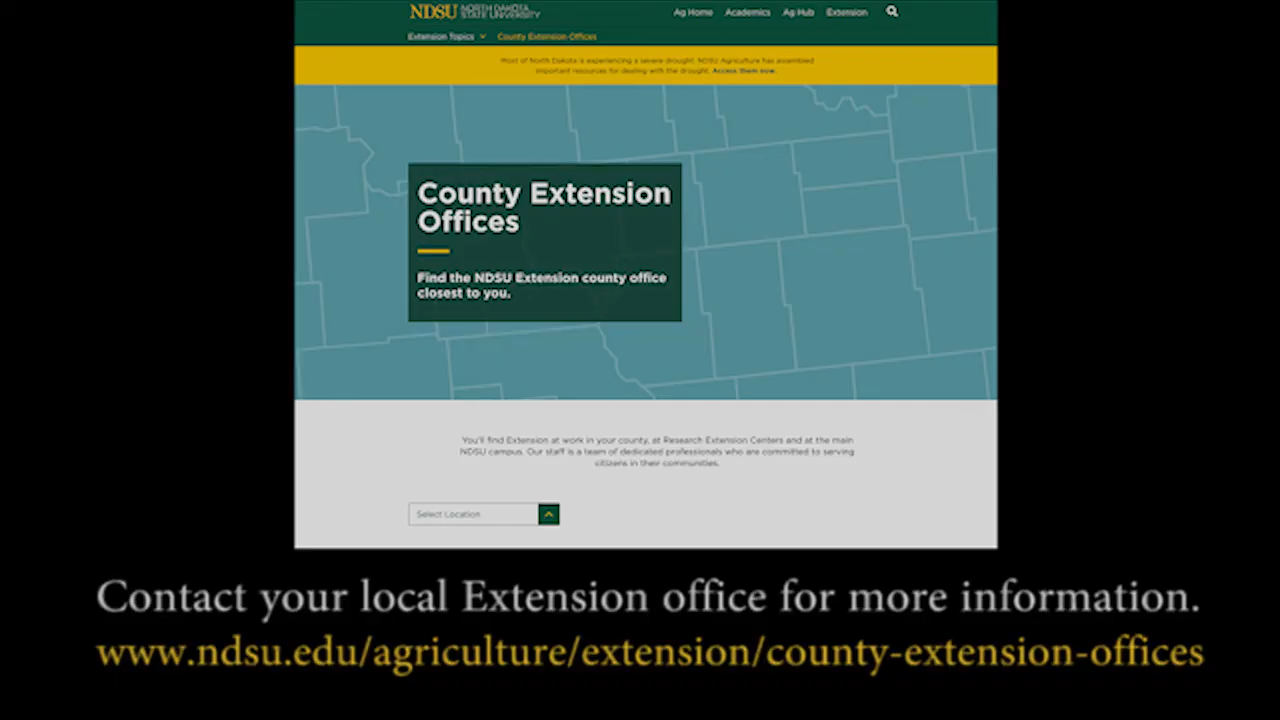 NDSU NORTH DAKOTA
STATE UNIVERSITY
Ag Home Academics Ag Hub Extension
Extension Topics County Extension Offices
Most of North Dakota is experiencing a severe drought. NDSU Agriculture has assembled
important resources for dealing with the drought. Access them now.
County Extension
Offices
Find the NDSU Extension county office
closest to you.
You'll find Extension at work in your county, at Research Extension Centers and at the main
NDSU campus. Our staff is a team of dedicated professionals who are committed to serving
citizens in their communities.
Select Location
Contact your local Extension office for more information.
www.ndsu.edu/agriculture/extension/county-extension-offices